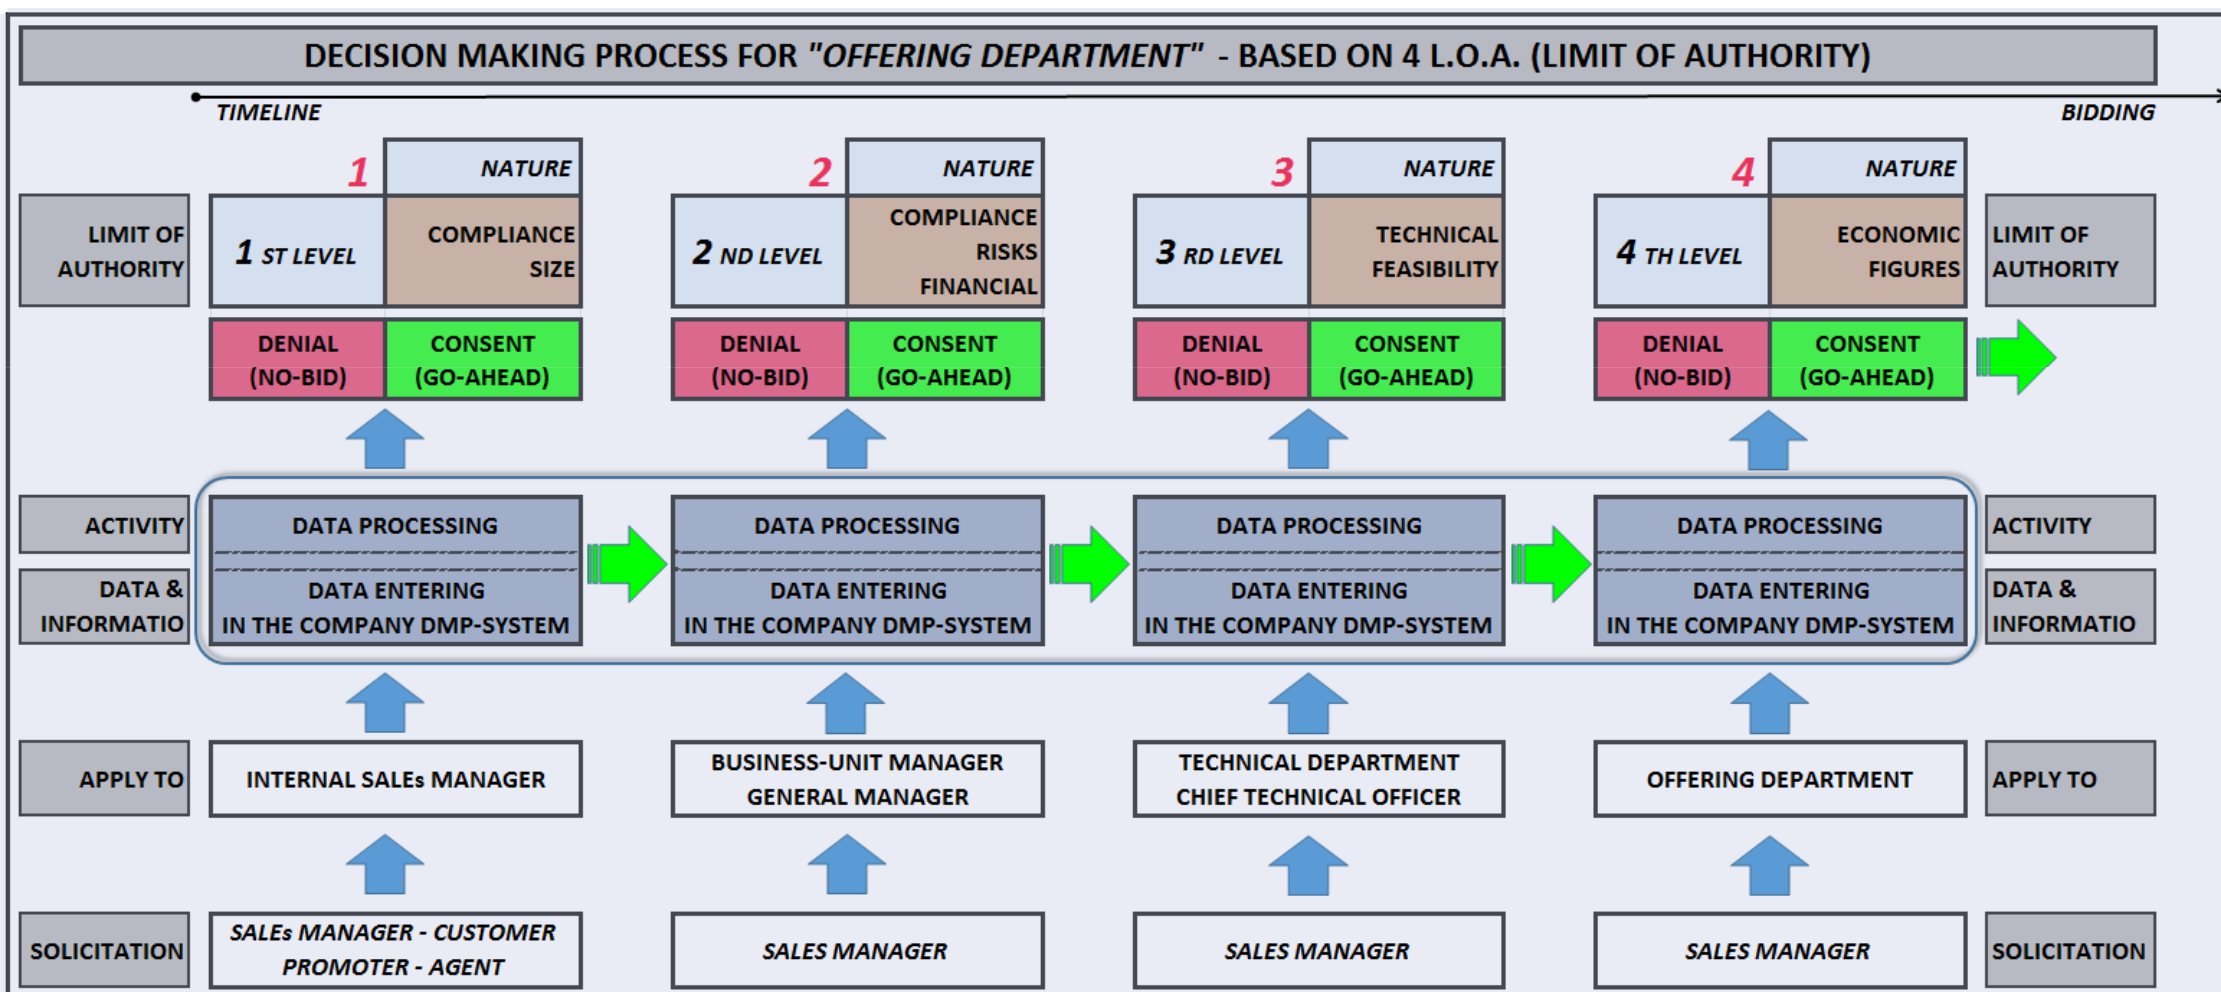 DECISION MAKING PROCESS FOR "OFFERING DEPARTMENT" - BASED ON 4 L.O.A. (LIMIT OF AUTHORITY)
TIMELINE
BIDDING
1
NATURE
2
NATURE
3
NATURE
4
NATURE
LIMIT OF
AUTHORITY
1 ST LEVEL
COMPLIANCE
SIZE
2 ND LEVEL
COMPLIANCE
RISKS
FINANCIAL
3 RD LEVEL
TECHNICAL
FEASIBILITY
4 TH LEVEL
ECONOMIC
FIGURES
LIMIT OF
AUTHORITY
DENIAL
(NO-BID)
CONSENT
(GO-AHEAD)
DENIAL
(NO-BID)
CONSENT
(GO-AHEAD)
DENIAL
(NO-BID)
CONSENT
(GO-AHEAD)
DENIAL
(NO-BID)
CONSENT
(GO-AHEAD)
ACTIVITY
DATA PROCESSING
DATA PROCESSING
DATA PROCESSING
DATA PROCESSING
ACTIVITY
DATA &
INFORMATIO
DATA ENTERING
IN THE COMPANY DMP-SYSTEM
DATA ENTERING
IN THE COMPANY DMP-SYSTEM
DATA ENTERING
IN THE COMPANY DMP-SYSTEM
DATA ENTERING
IN THE COMPANY DMP-SYSTEM
DATA &
INFORMATIO
APPLY TO
INTERNAL SALEs MANAGER
BUSINESS-UNIT MANAGER
GENERAL MANAGER
TECHNICAL DEPARTMENT
CHIEF TECHNICAL OFFICER
OFFERING DEPARTMENT
APPLY TO
SOLICITATION
SALEs MANAGER - CUSTOMER
PROMOTER - AGENT
SALES MANAGER
SALES MANAGER
SALES MANAGER
SOLICITATION